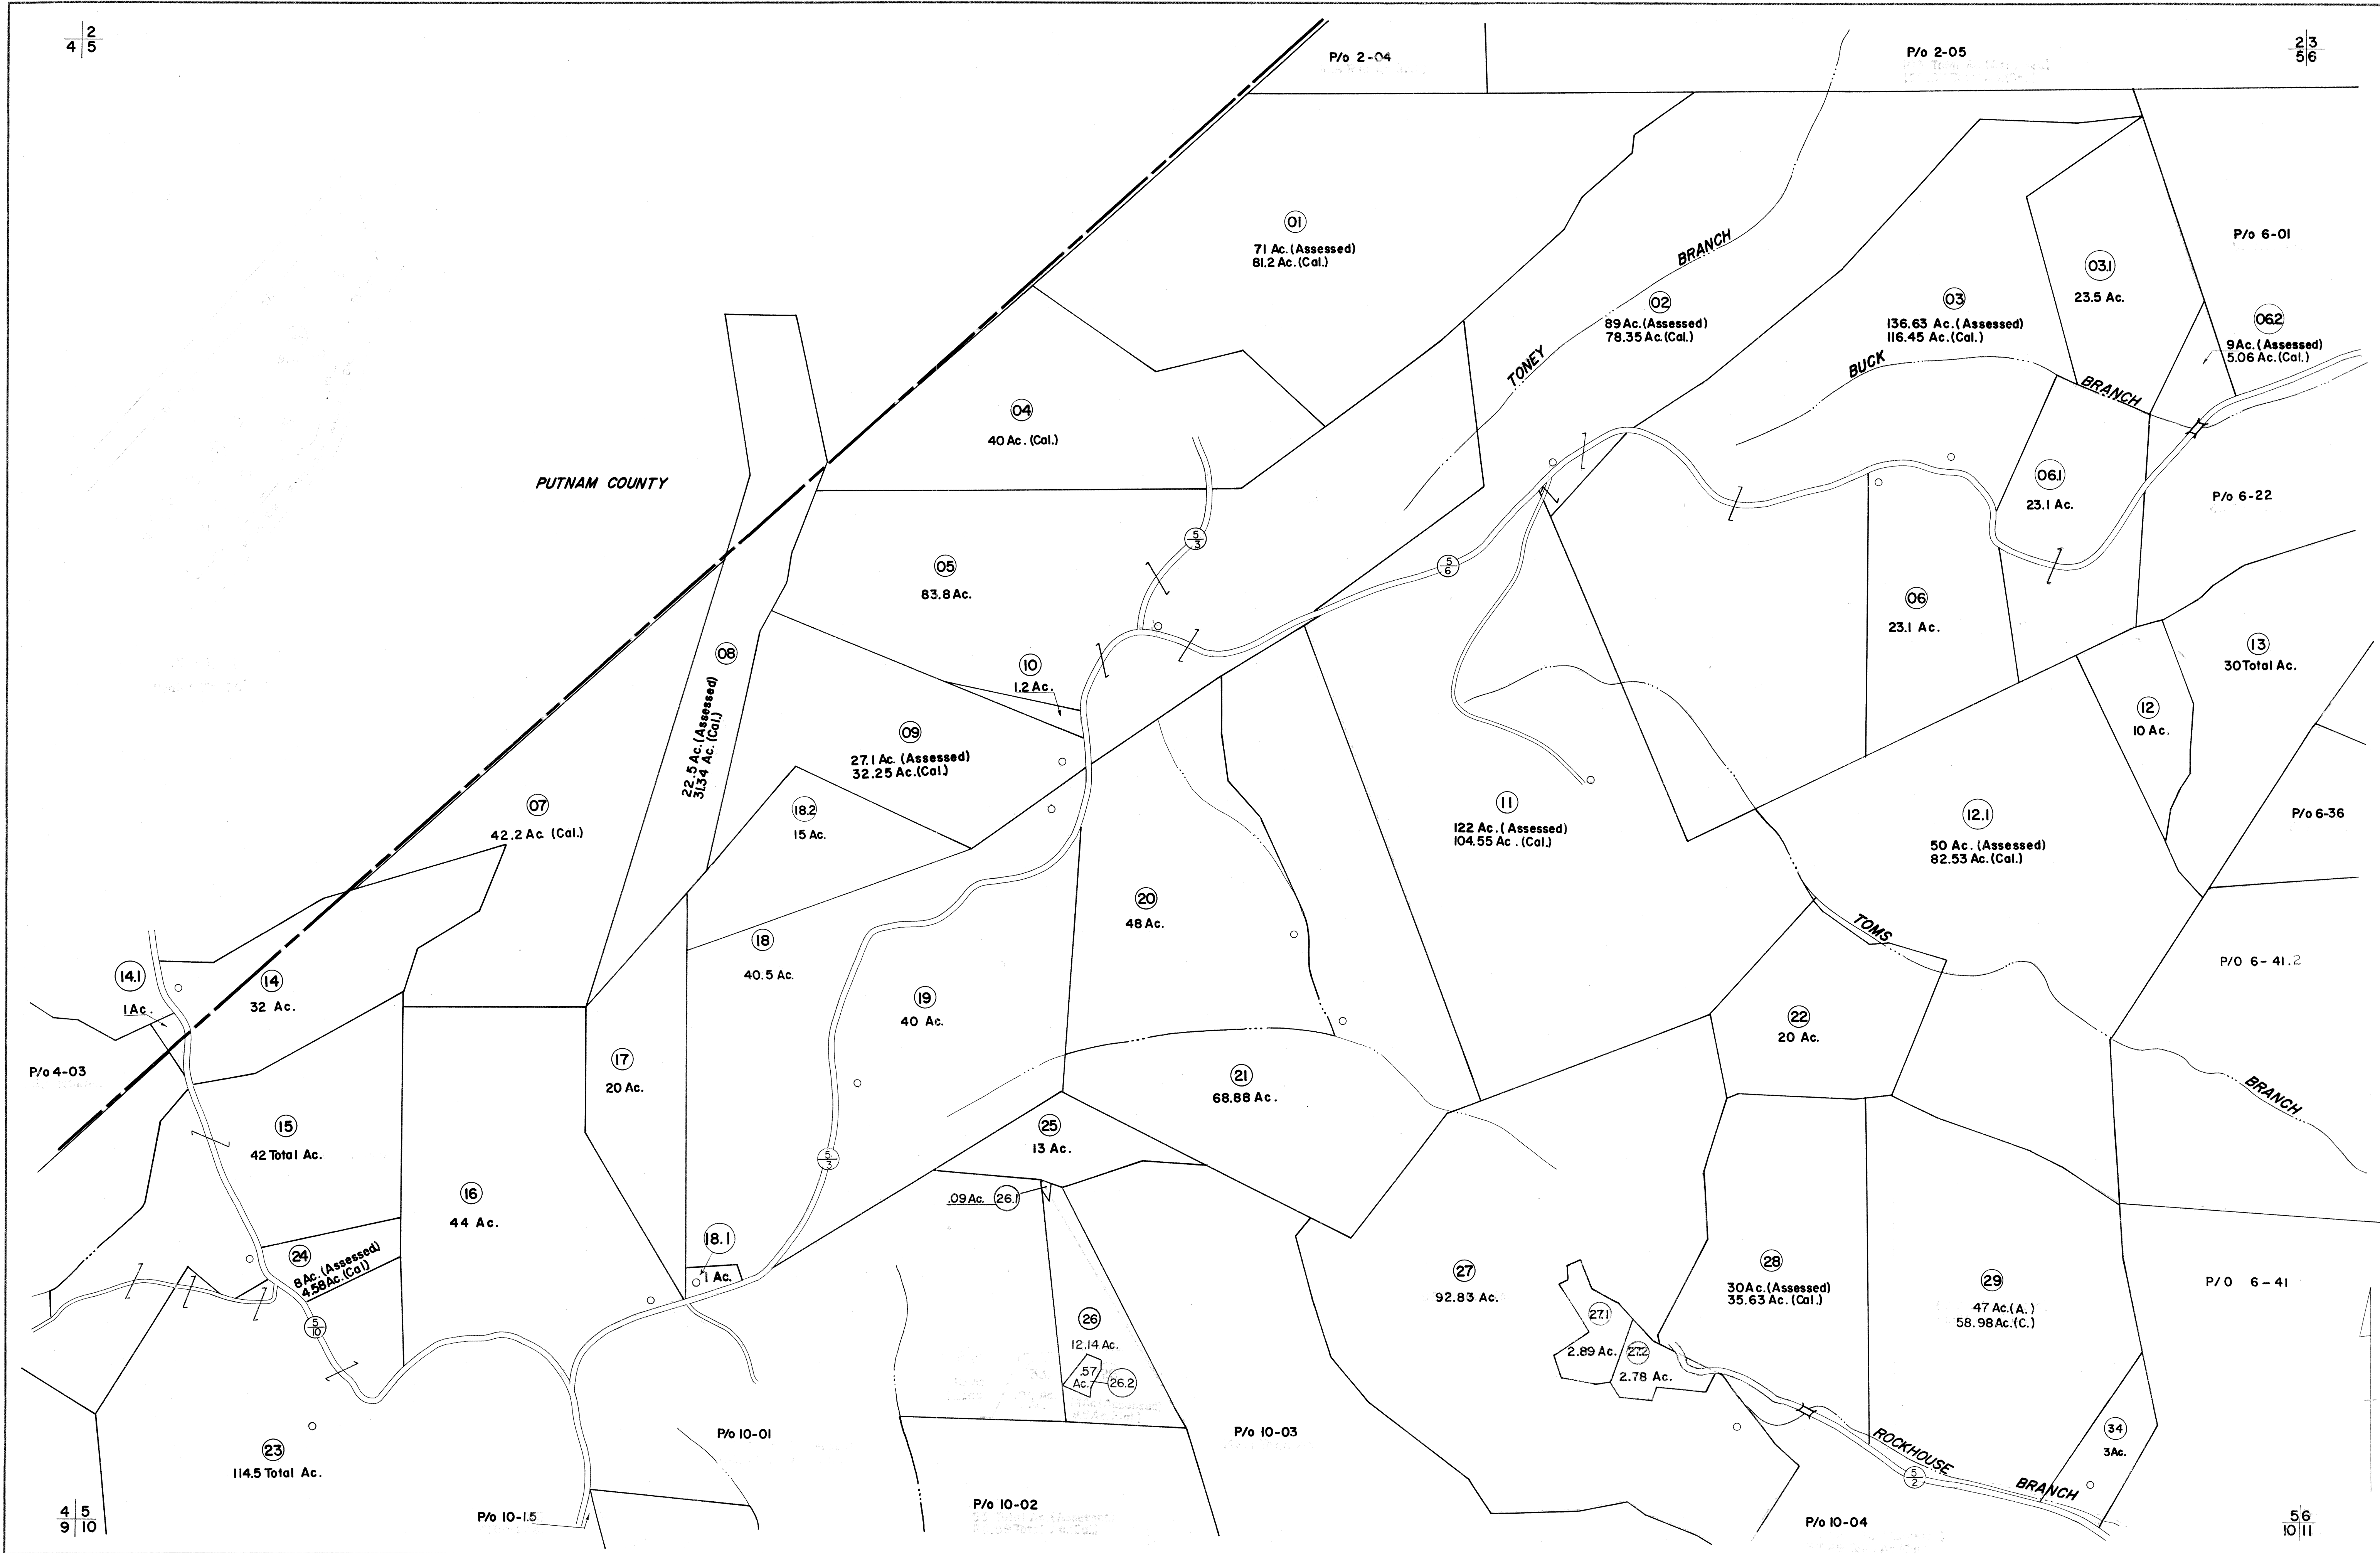 2
4 5
P/o 2-04
P/o 2-05
2 3
5 6
01
71 Ac. (Assessed)
81.2 Ac. (Cal.)
BRANCH
TONEY
02
89 Ac. (Assessed)
78.35 Ac. (Cal.)
03
136.63 Ac. (Assessed)
116.45 Ac. (Cal.)
BUCK
BRANCH
03.1
23.5 Ac.
P/o 6-01
06.2
9 Ac. (Assessed)
5.06 Ac. (Cal.)
04
40 Ac. (Cal.)
PUTNAM COUNTY
06.1
23.1 Ac.
P/o 6-22
5
3
05
83.8 Ac.
5
6
06
23.1 Ac.
08
22.5 Ac. (Assessed)
31.34 Ac. (Cal.)
10
1.2 Ac.
13
30 Total Ac.
12
10 Ac.
09
27.1 Ac. (Assessed)
32.25 Ac. (Cal.)
07
42.2 Ac. (Cal.)
18.2
15 Ac.
11
122 Ac. (Assessed)
104.55 Ac. (Cal.)
12.1
50 Ac. (Assessed)
82.53 Ac. (Cal.)
P/o 6-36
20
48 Ac.
18
40.5 Ac.
TOMS
BRANCH
P/O 6-41.2
14.1
1 Ac.
14
32 Ac.
19
40 Ac.
22
20 Ac.
17
20 Ac.
P/o 4-03
21
68.88 Ac.
15
42 Total Ac.
25
13 Ac.
5
3
16
44 Ac.
.09 Ac. 26.1
24
8 Ac. (Assessed)
4.58 Ac. (Cal.)
18.1
1 Ac.
27
92.83 Ac.
28
30 Ac. (Assessed)
35.63 Ac. (Cal.)
29
47 Ac. (A.)
58.98 Ac. (C.)
P/O 6-41
5
10
26
12.14 Ac.
.57
Ac.
26.2
27.1
2.89 Ac.
27.2
2.78 Ac.
23
114.5 Total Ac.
P/o 10-01
P/o 10-03
ROCKHOUSE
BRANCH
5
2
34
3 Ac.
4 5
9 10
P/o 10-1.5
P/o 10-02
P/o 10-04
5 6
10 11